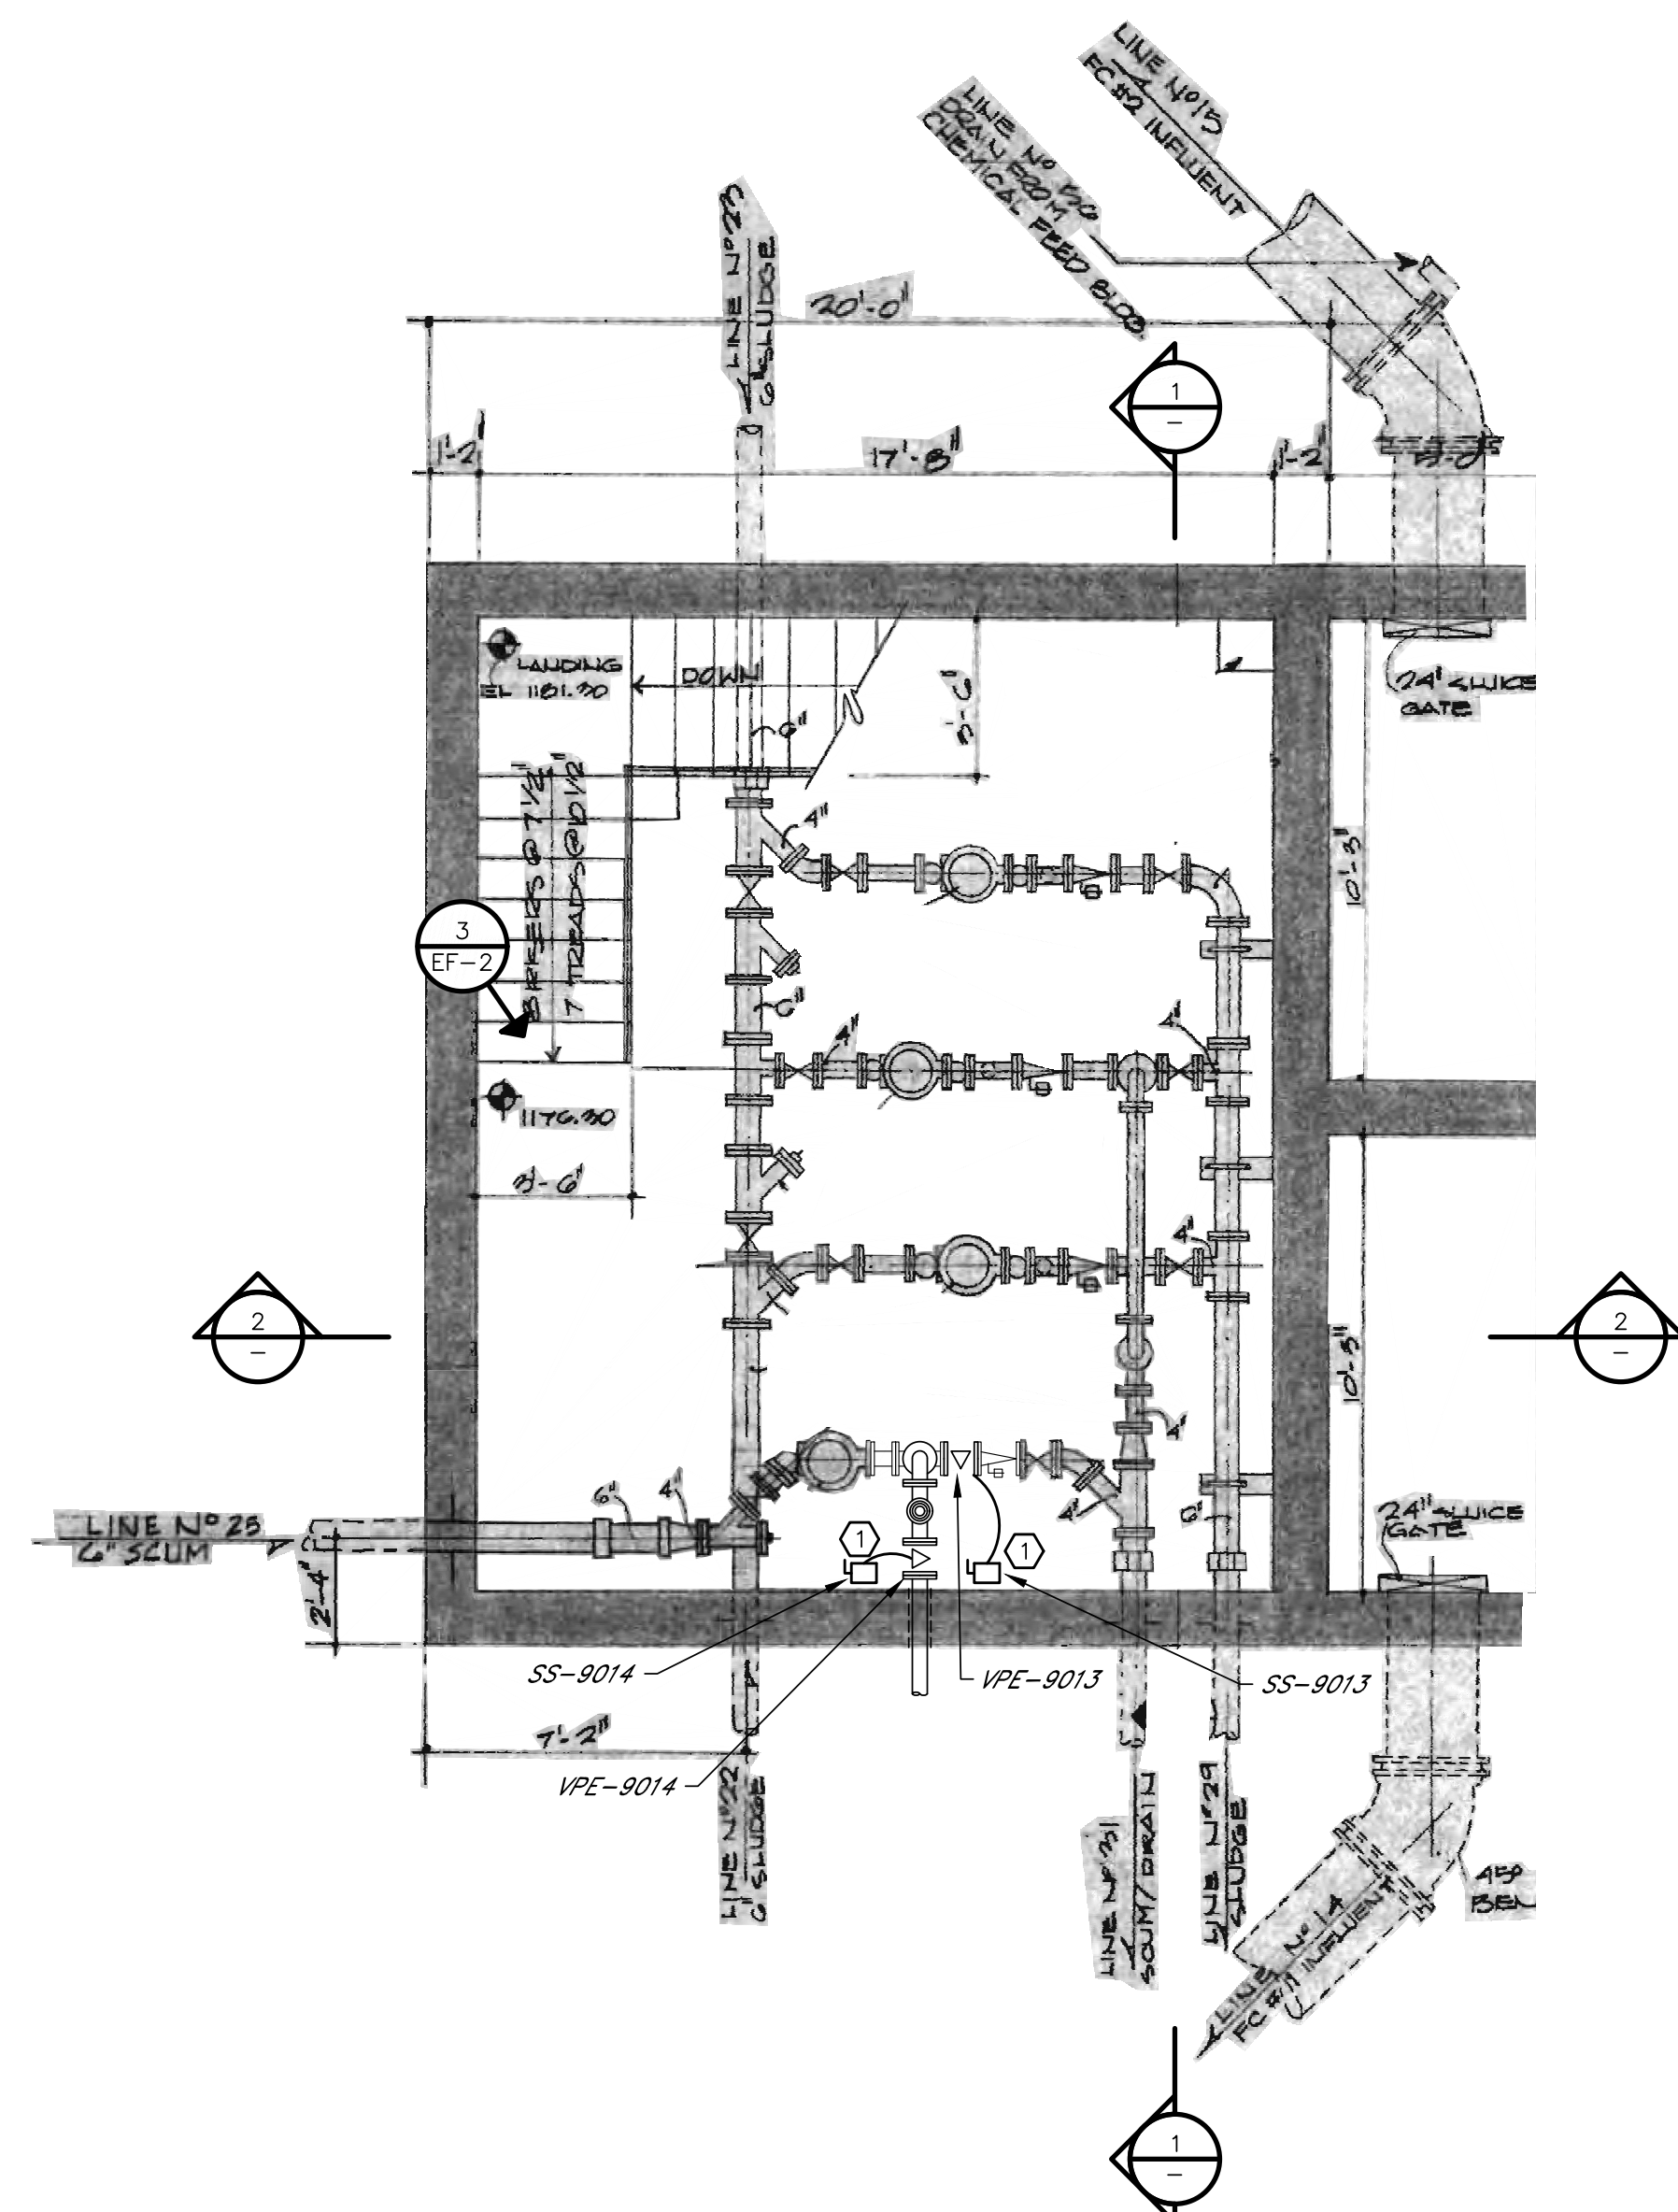 LINE Nº 15
FC #2 INFLUENT
LINE Nº 56
DRAIN FROM
CHEMICAL FEED BLDG.
LINE Nº 23
6" SLUDGE
20'-0"
1
-
1'-2"
17'-8"
1'-2"
LANDING
EL 1181.30
DOWN
6"
24" SLUICE
GATE
8 RISERS @ 7 1/2"
7 TREADS @ 10 1/2"
4"
10'-3"
3
EF-2
6"
4"
4"
1176.30
3'-6"
4"
2
-
2
-
10'-3"
4"
6"
4"
4"
6"
24" SLUICE
GATE
LINE Nº 25
6" SCUM
1
1
2'-4"
SS-9014
VPE-9013
SS-9013
7'-2"
VPE-9014
LINE Nº 22
6" SLUDGE
LINE Nº 31
SCUM/DRAIN
LINE Nº 29
SLUDGE
45º
BEN
LINE Nº 14
FC #1 INFLUENT
1
-